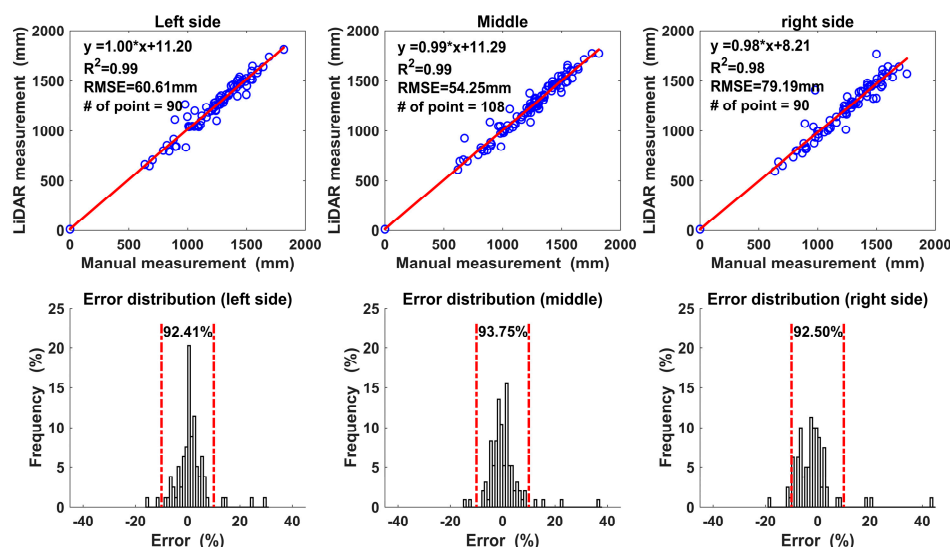 Left side
y =1.00*x+11.20
R²=0.99
RMSE=60.61mm
# of point = 90
2000
1500
1000
500
0
0 500 1000 1500 2000
LiDAR measurement (mm)
Manual measurement (mm)
Middle
y =0.99*x+11.29
R²=0.99
RMSE=54.25mm
# of point = 108
2000
1500
1000
500
0
0 500 1000 1500 2000
LiDAR measurement (mm)
Manual measurement (mm)
right side
y =0.98*x+8.21
R²=0.98
RMSE=79.19mm
# of point = 90
2000
1500
1000
500
0
0 500 1000 1500 2000
LiDAR measurement (mm)
Manual measurement (mm)
Error distribution (left side)
92.41%
25
20
15
10
5
0
-40 -20 0 20 40
Frequency (%)
Error (%)
Error distribution (middle)
93.75%
25
20
15
10
5
0
-40 -20 0 20 40
Frequency (%)
Error (%)
Error distribution (right side)
92.50%
25
20
15
10
5
0
-40 -20 0 20 40
Frequency (%)
Error (%)